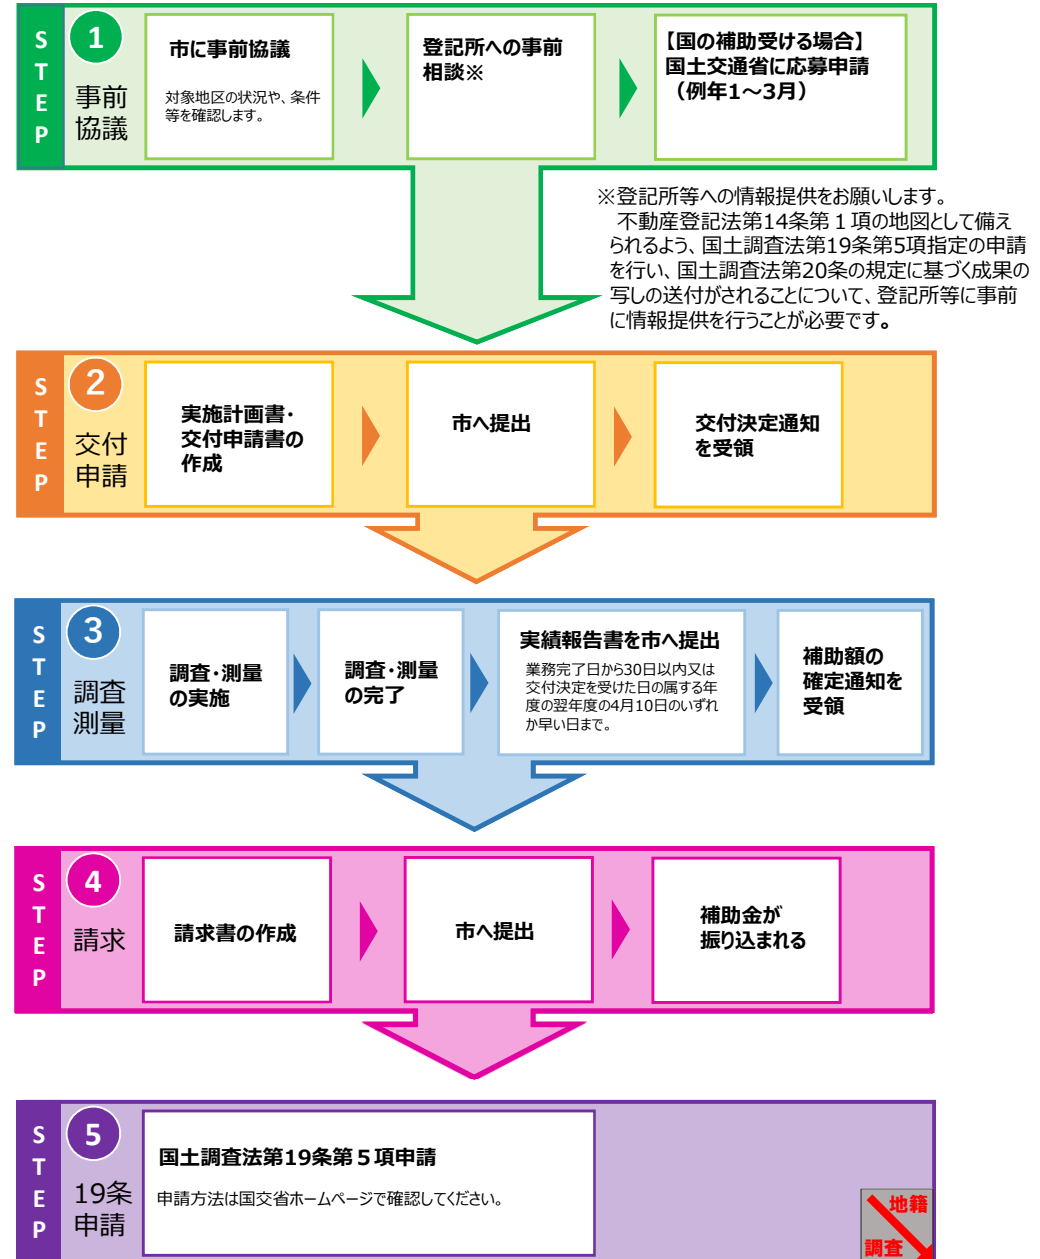 STEP
1
事前
協議
市に事前協議
対象地区の状況や、条件
等を確認します。
登記所への事前
相談※
【国の補助受ける場合】
国土交通省に応募申請
（例年1～3月）
※登記所等への情報提供をお願いします。
不動産登記法第14条第１項の地図として備え
られるよう、国土調査法第19条第5項指定の申請
を行い、国土調査法第20条の規定に基づく成果の
写しの送付がされることについて、登記所等に事前
に情報提供を行うことが必要です。
STEP
2
交付
申請
実施計画書・
交付申請書の
作成
市へ提出
交付決定通知
を受領
STEP
3
調査
測量
調査・測量
の実施
調査・測量
の完了
実績報告書を市へ提出
業務完了日から30日以内又は
交付決定を受けた日の属する年
度の翌年度の4月10日のいずれ
か早い日まで。
補助額の
確定通知を
受領
STEP
4
請求
請求書の作成
市へ提出
補助金が
振り込まれる
STEP
5
19条
申請
国土調査法第19条第５項申請
申請方法は国交省ホームページで確認してください。
地籍
調査